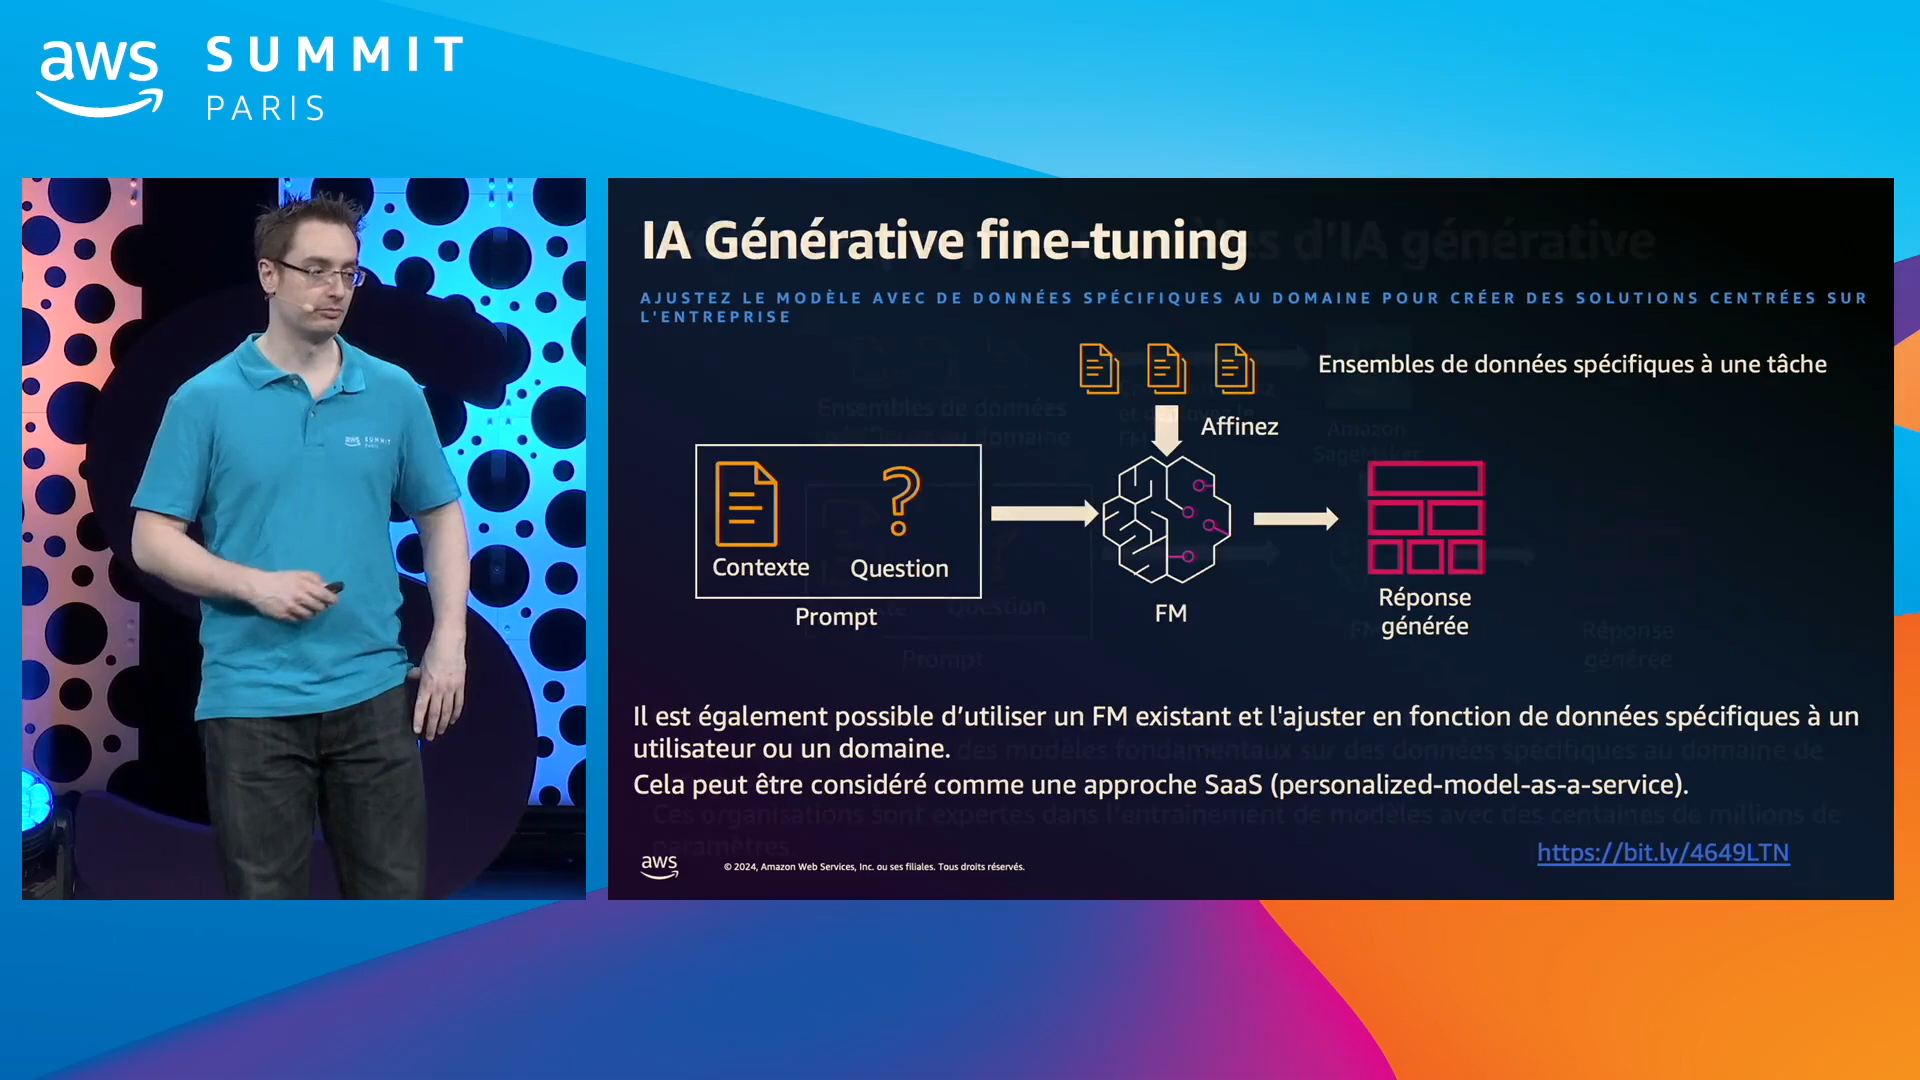 aws SUMMIT
PARIS
aws SUMMIT
PARIS
IA Générative fine-tuning
AJUSTEZ LE MODÈLE AVEC DE DONNÉES SPÉCIFIQUES AU DOMAINE POUR CRÉER DES SOLUTIONS CENTRÉES SUR
L'ENTREPRISE
Ensembles de données spécifiques à une tâche
Affinez
Contexte
Question
Prompt
FM
Réponse
générée
Il est également possible d’utiliser un FM existant et l'ajuster en fonction de données spécifiques à un
utilisateur ou un domaine.
Cela peut être considéré comme une approche SaaS (personalized-model-as-a-service).
https://bit.ly/4649LTN
aws
© 2024, Amazon Web Services, Inc. ou ses filiales. Tous droits réservés.